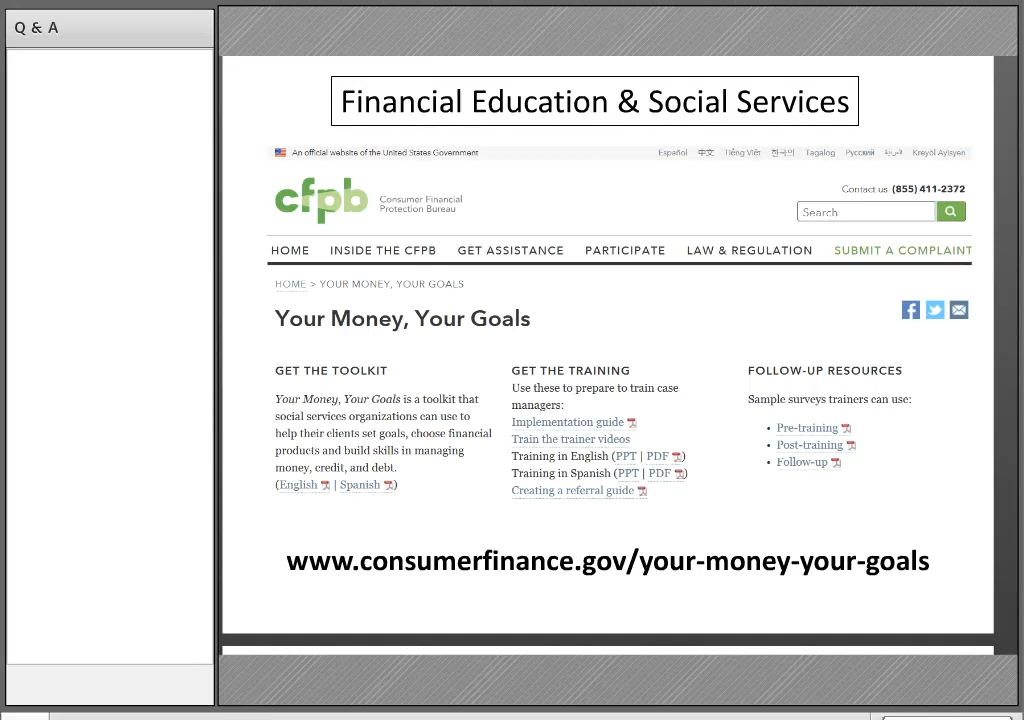 Q & A
Financial Education & Social Services
An official website of the United States Government
Español 中文 Tiếng Việt 한국어 Tagalog Русский العربية Kreyòl Ayisyen
cfpb Consumer Financial
Protection Bureau
Contact us (855) 411-2372
Search
HOME INSIDE THE CFPB GET ASSISTANCE PARTICIPATE LAW & REGULATION SUBMIT A COMPLAINT
HOME > YOUR MONEY, YOUR GOALS
Your Money, Your Goals
GET THE TOOLKIT
Your Money, Your Goals is a toolkit that
social services organizations can use to
help their clients set goals, choose financial
products and build skills in managing
money, credit, and debt.
(English | Spanish )
GET THE TRAINING
Use these to prepare to train case
managers:
Implementation guide
Train the trainer videos
Training in English (PPT | PDF )
Training in Spanish (PPT | PDF )
Creating a referral guide
FOLLOW-UP RESOURCES
Sample surveys trainers can use:
• Pre-training
• Post-training
• Follow-up
www.consumerfinance.gov/your-money-your-goals